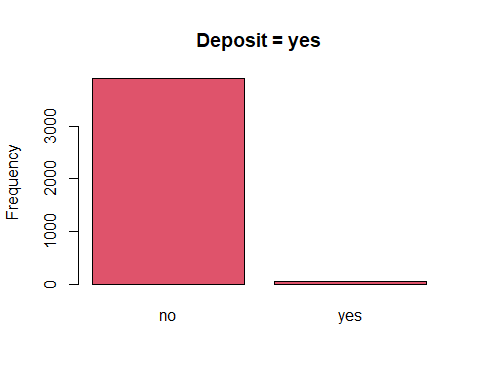 Deposit = yes
Frequency
3000
2000
1000
0
no
yes